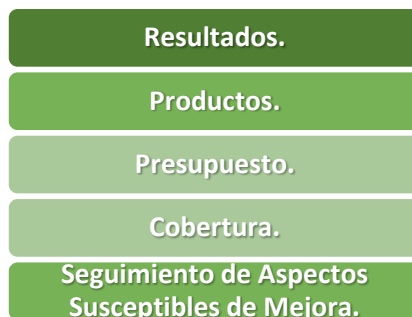 Resultados.
Productos.
Presupuesto.
Cobertura.
Seguimiento de Aspectos
Susceptibles de Mejora.